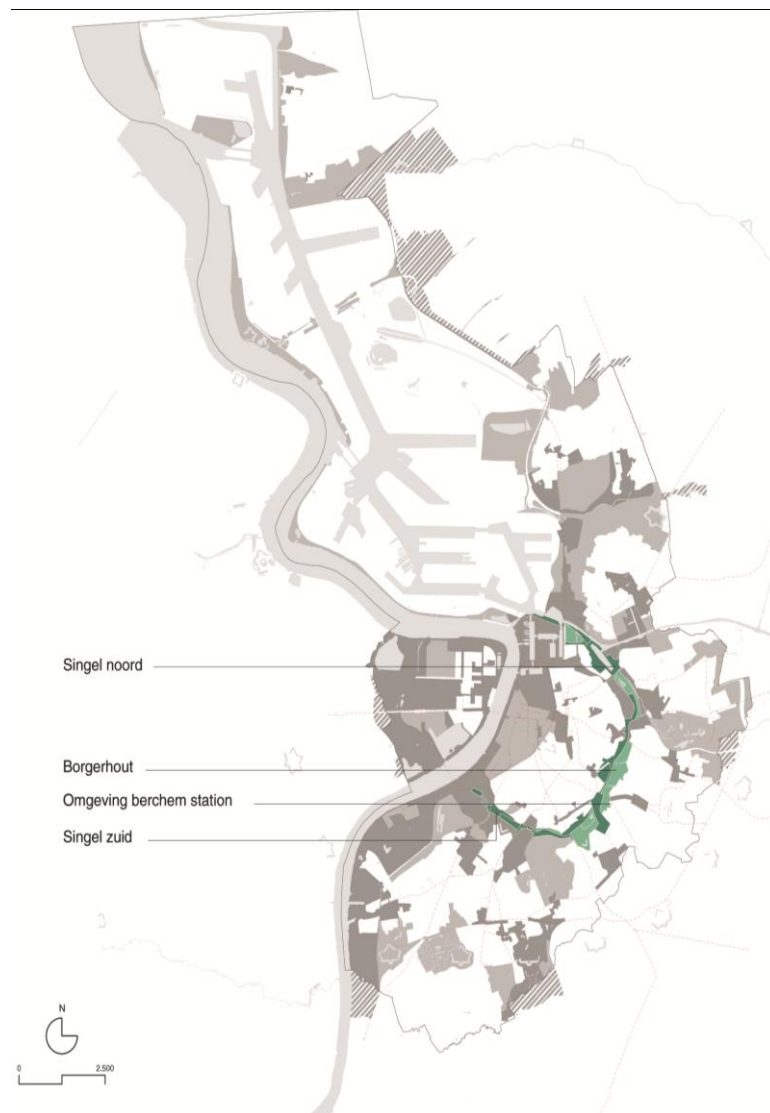 Singel noord
Borgerhout
Omgeving berchem station
Singel zuid
N
0 2.500